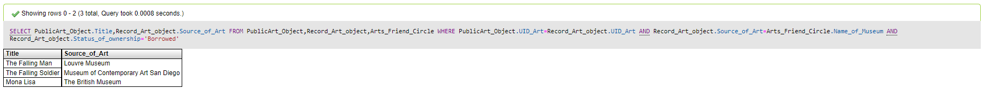 Showing rows 0 - 2 (3 total, Query took 0.0008 seconds.)
SELECT PublicArt_Object.Title,Record_Art_object.Source_of_Art FROM PublicArt_Object,Record_Art_object,Arts_Friend_Circle WHERE PublicArt_Object.UID_Art=Record_Art_object.UID_Art AND Record_Art_object.Source_of_Art=Arts_Friend_Circle.Name_of_Museum AND
Record_Art_object.Status_of_ownership='Borrowed'
Title Source_of_Art
The Falling Man Louvre Museum
The Falling Soldier Museum of Contemporary Art San Diego
Mona Lisa The British Museum